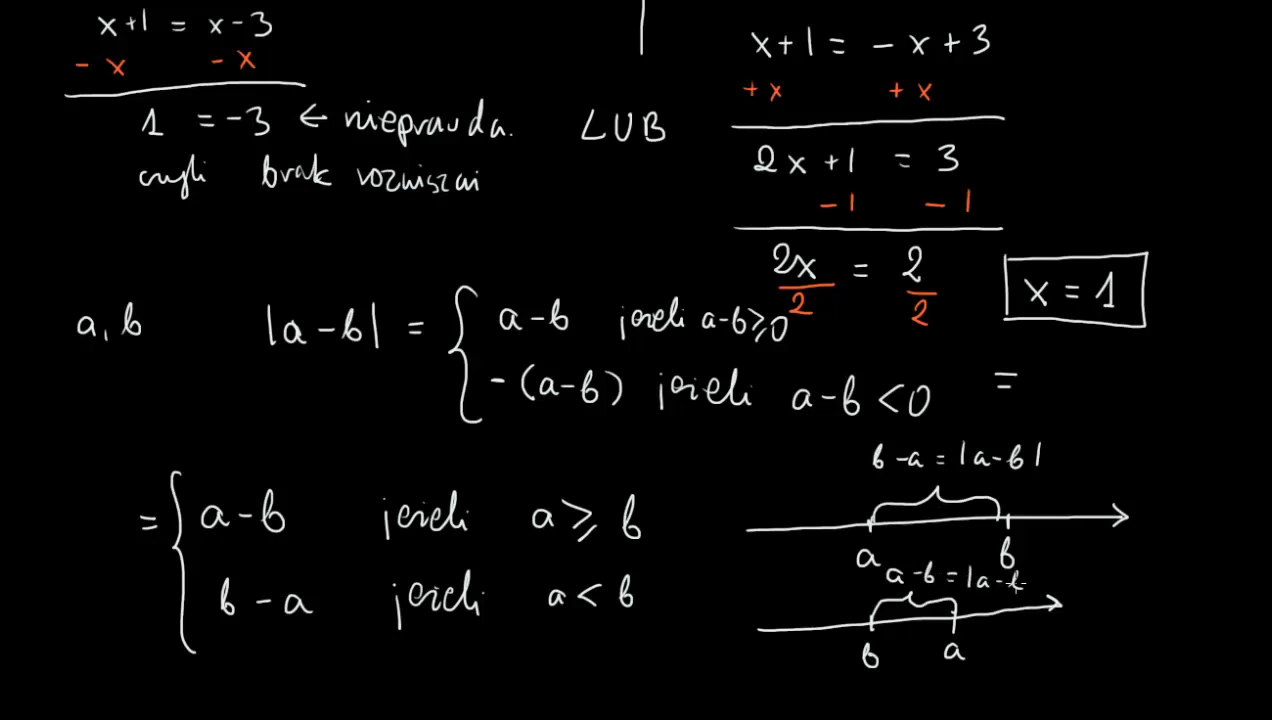 x+1 = x-3
-x -x
1 = -3 ← nieprawda.
czyli brak rozwiązań
LUB
x+1 = -x+3
+x +x
2x+1 = 3
-1 -1
2x/2 = 2/2
x = 1
a, b |a-b| = { a-b jeżeli a-b ≥ 0
-(a-b) jeżeli a-b < 0 =
= { a-b jeżeli a ≥ b
b-a jeżeli a < b
b-a = |a-b|
a b
a-b = |a-b
b a